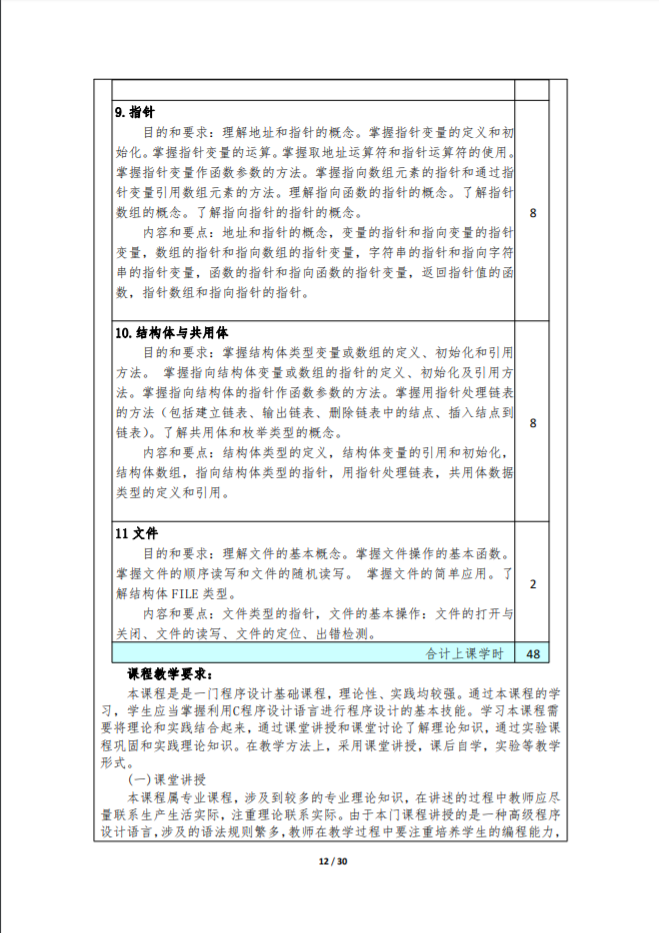 9.指针
目的和要求：理解地址和指针的概念。掌握指针变量的定义和初
始化。掌握指针变量的运算。掌握取地址运算符和指针运算符的使用。
掌握指针变量作函数参数的方法。掌握指向数组元素的指针和通过指
针变量引用数组元素的方法。理解指向函数的指针的概念。了解指针
数组的概念。了解指向指针的指针的概念。
内容和要点：地址和指针的概念，变量的指针和指向变量的指针
变量，数组的指针和指向数组的指针变量，字符串的指针和指向字符
串的指针变量，函数的指针和指向函数的指针变量，返回指针值的函
数，指针数组和指向指针的指针。
8
10.结构体与共用体
目的和要求：掌握结构体类型变量或数组的定义、初始化和引用
方法。 掌握指向结构体变量或数组的指针的定义、初始化及引用方
法。掌握指向结构体的指针作函数参数的方法。掌握用指针处理链表
的方法（包括建立链表、输出链表、删除链表中的结点、插入结点到
链表）。了解共用体和枚举类型的概念。
内容和要点：结构体类型的定义，结构体变量的引用和初始化，
结构体数组，指向结构体类型的指针，用指针处理链表，共用体数据
类型的定义和引用。
8
11 文件
目的和要求：理解文件的基本概念。掌握文件操作的基本函数。
掌握文件的顺序读写和文件的随机读写。 掌握文件的简单应用。了
解结构体 FILE 类型。
内容和要点：文件类型的指针，文件的基本操作：文件的打开与
关闭、文件的读写、文件的定位、出错检测。
2
合计上课学时 48
课程教学要求：
本课程是是一门程序设计基础课程，理论性、实践均较强。通过本课程的学
习，学生应当掌握利用C程序设计语言进行程序设计的基本技能。学习本课程需
要将理论和实践结合起来，通过课堂讲授和课堂讨论了解理论知识，通过实验课
程巩固和实践理论知识。在教学方法上，采用课堂讲授，课后自学，实验等教学
形式。
(一)课堂讲授
本课程属专业课程，涉及到较多的专业理论知识，在讲述的过程中教师应尽
量联系生产生活实际，注重理论联系实际。由于本门课程讲授的是一种高级程序
设计语言，涉及的语法规则繁多，教师在教学过程中要注重培养学生的编程能力，
12 / 30